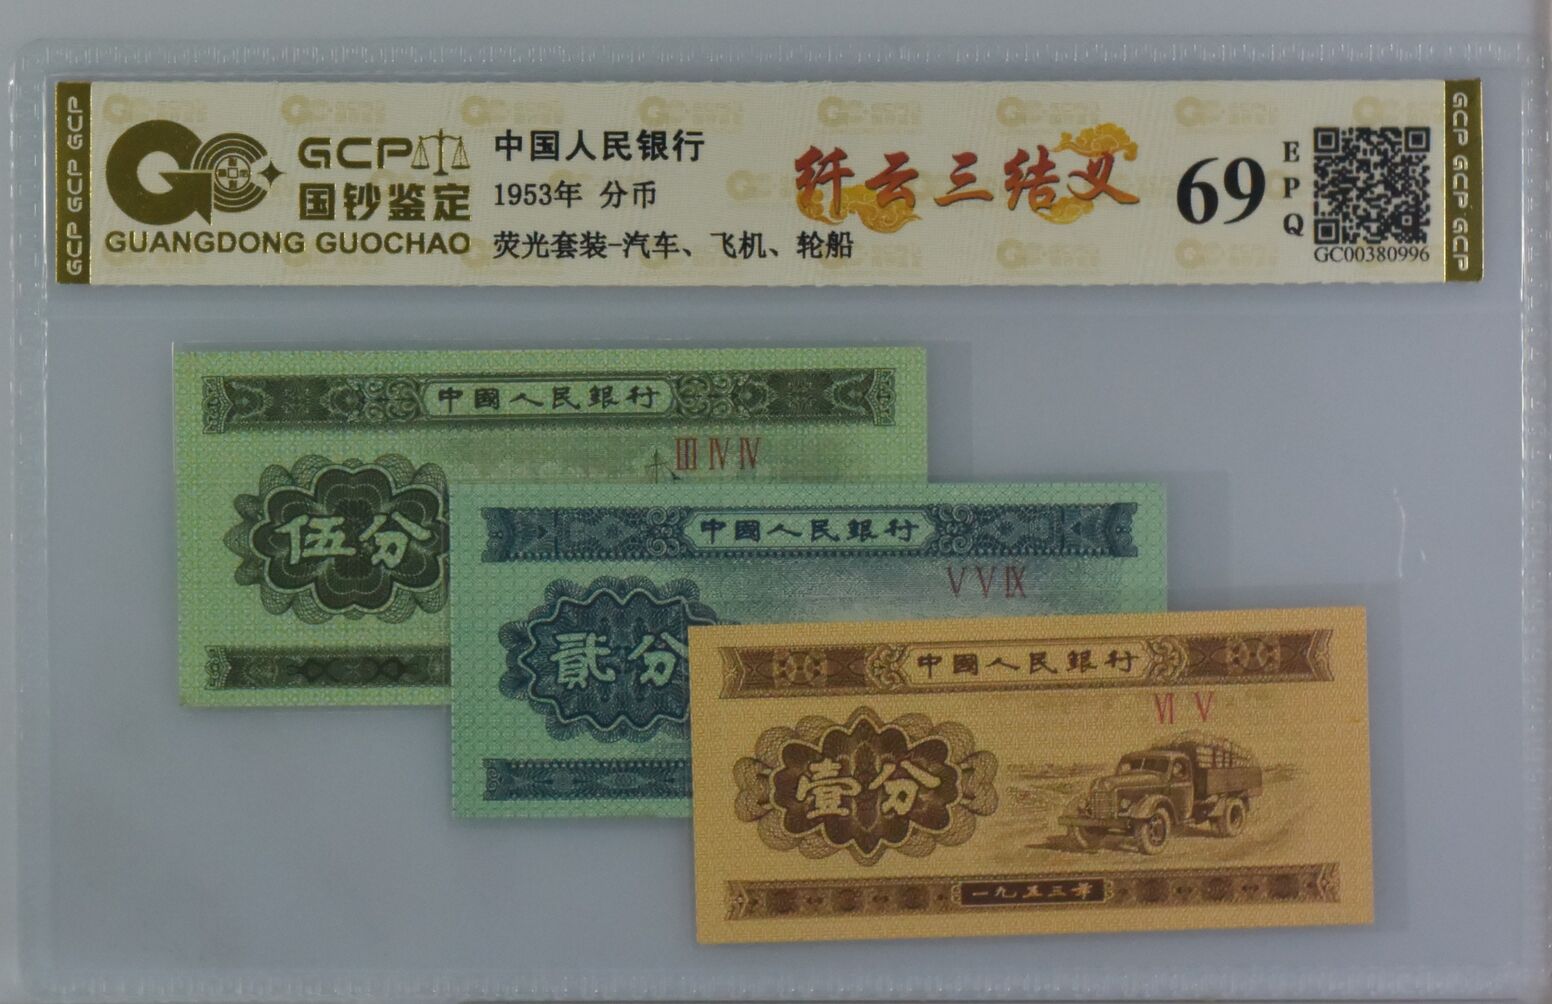 GCP GCP GCP
GCP
国钞鉴定
GUANGDONG GUOCHAO
中国人民银行
1953年 分币
荧光套装-汽车、飞机、轮船
纤云三结义
69
EPQ
GC00380996
GCP GCP GCP
中國人民銀行
III IV IV
伍分
中國人民銀行
V V IX
貳分
中國人民銀行
VI V
壹分
一九五三年